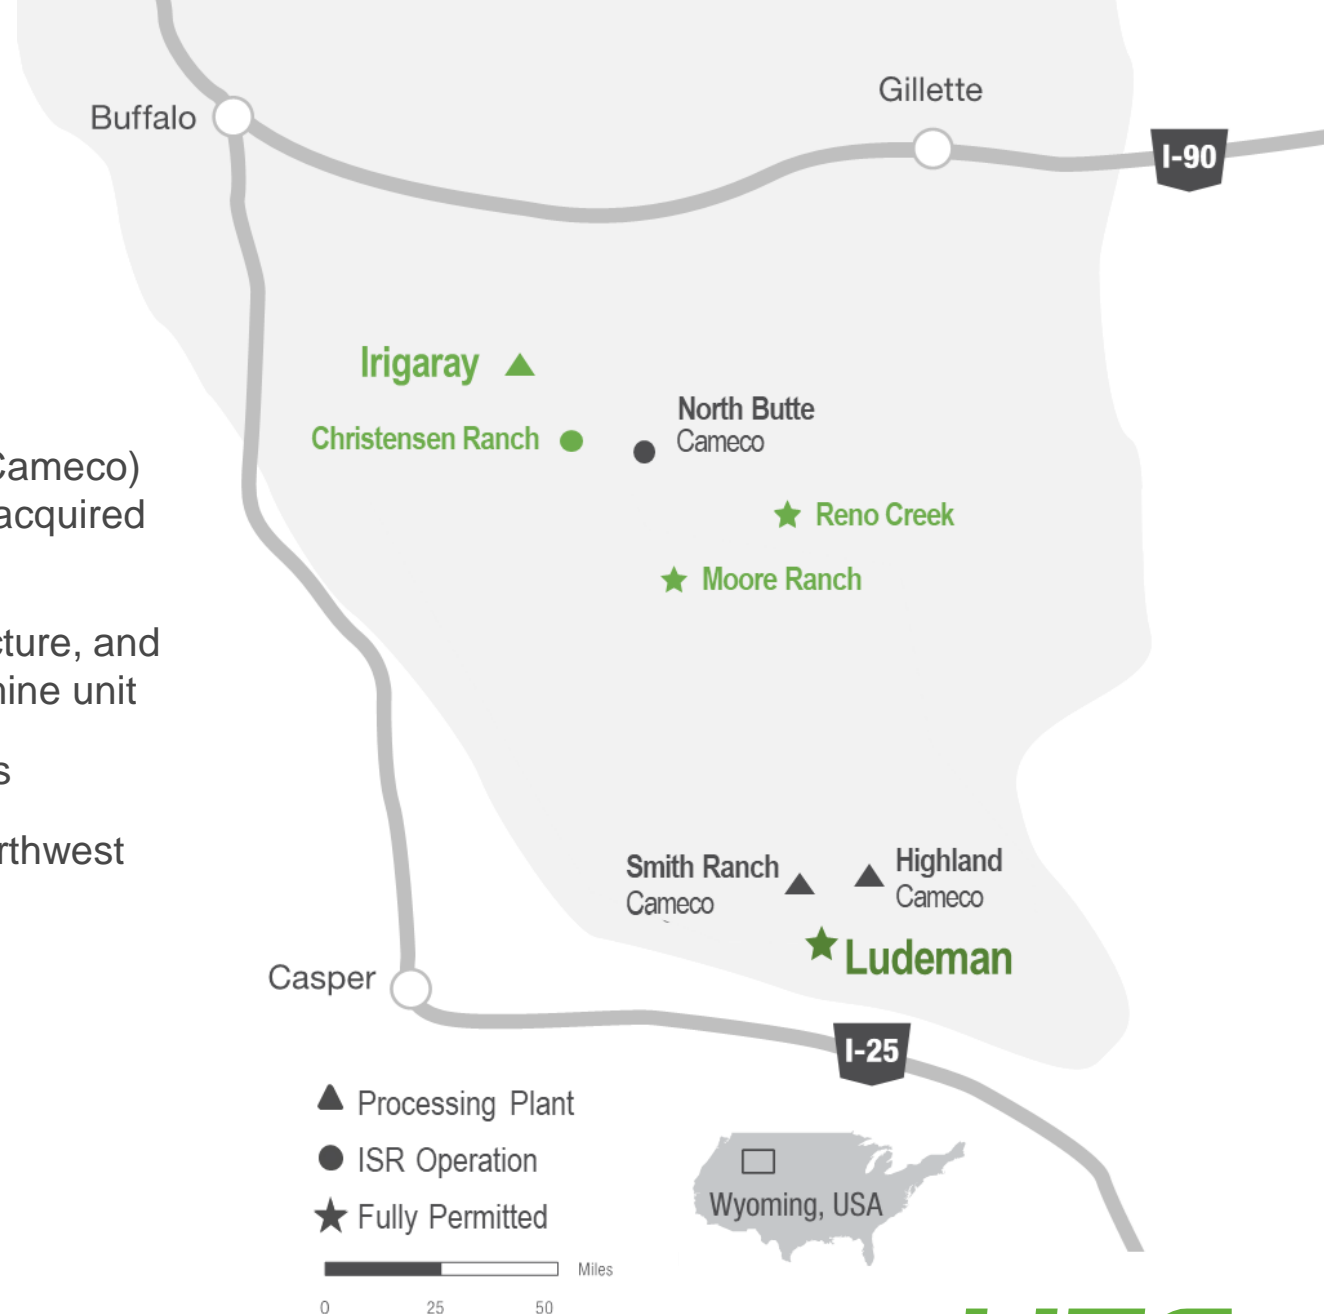 Buffalo
Gillette
I-90
Irigaray
North Butte
Cameco
Christensen Ranch
Cameco)
acquired
Reno Creek
Moore Ranch
and
unit
rthwest
Smith Ranch
Cameco
Highland
Cameco
Ludeman
Casper
I-25
Processing Plant
ISR Operation
Fully Permitted
Wyoming, USA
Miles
0 25 50